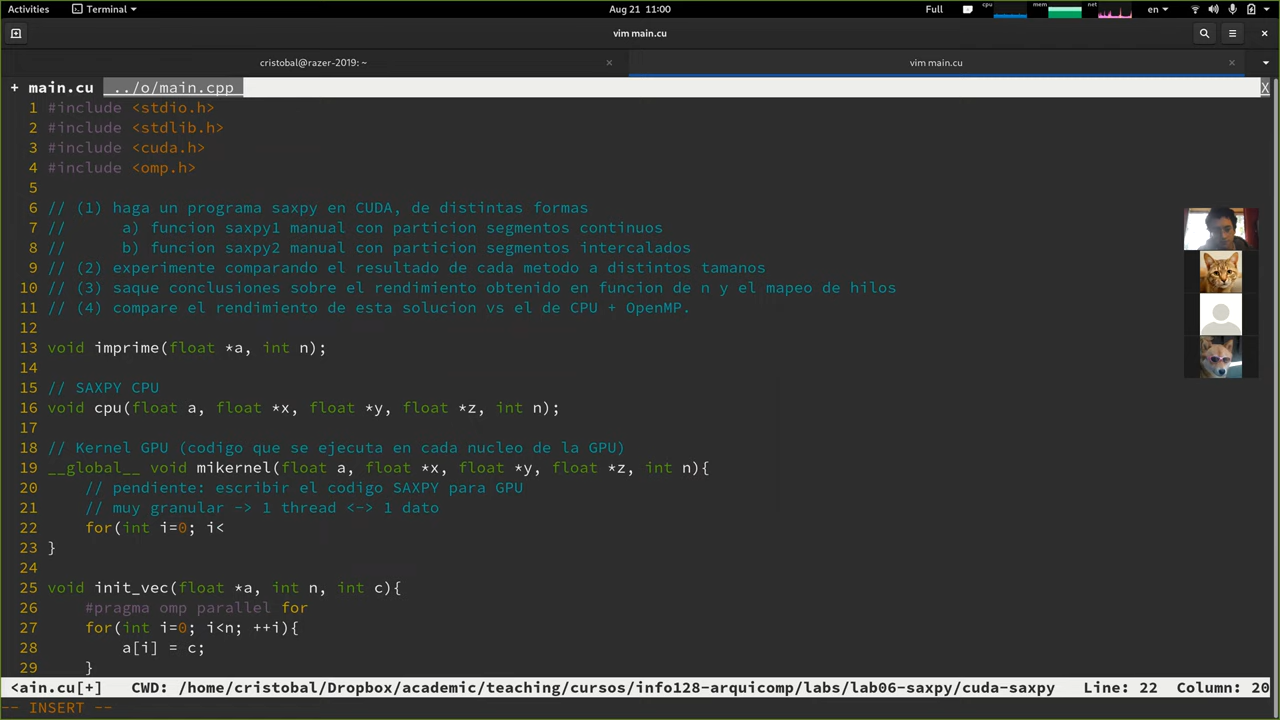 Activities Terminal Aug 21 11:00 Full cpu mem net en
vim main.cu
cristobal@razer-2019: ~ × vim main.cu ×
+ main.cu ../o/main.cpp X
1 #include <stdio.h>
2 #include <stdlib.h>
3 #include <cuda.h>
4 #include <omp.h>
5
6 // (1) haga un programa saxpy en CUDA, de distintas formas
7 //      a) funcion saxpy1 manual con particion segmentos continuos
8 //      b) funcion saxpy2 manual con particion segmentos intercalados
9 // (2) experimente comparando el resultado de cada metodo a distintos tamanos
10 // (3) saque conclusiones sobre el rendimiento obtenido en funcion de n y el mapeo de hilos
11 // (4) compare el rendimiento de esta solucion vs el de CPU + OpenMP.
12
13 void imprime(float *a, int n);
14
15 // SAXPY CPU
16 void cpu(float a, float *x, float *y, float *z, int n);
17
18 // Kernel GPU (codigo que se ejecuta en cada nucleo de la GPU)
19 __global__ void mikernel(float a, float *x, float *y, float *z, int n){
20     // pendiente: escribir el codigo SAXPY para GPU
21     // muy granular -> 1 thread <-> 1 dato
22     for(int i=0; i<
23 }
24
25 void init_vec(float *a, int n, int c){
26     #pragma omp parallel for
27     for(int i=0; i<n; ++i){
28         a[i] = c;
29     }
<ain.cu[+] CWD: /home/cristobal/Dropbox/academic/teaching/cursos/info128-arquicomp/labs/lab06-saxpy/cuda-saxpy Line: 22 Column: 20
-- INSERT --